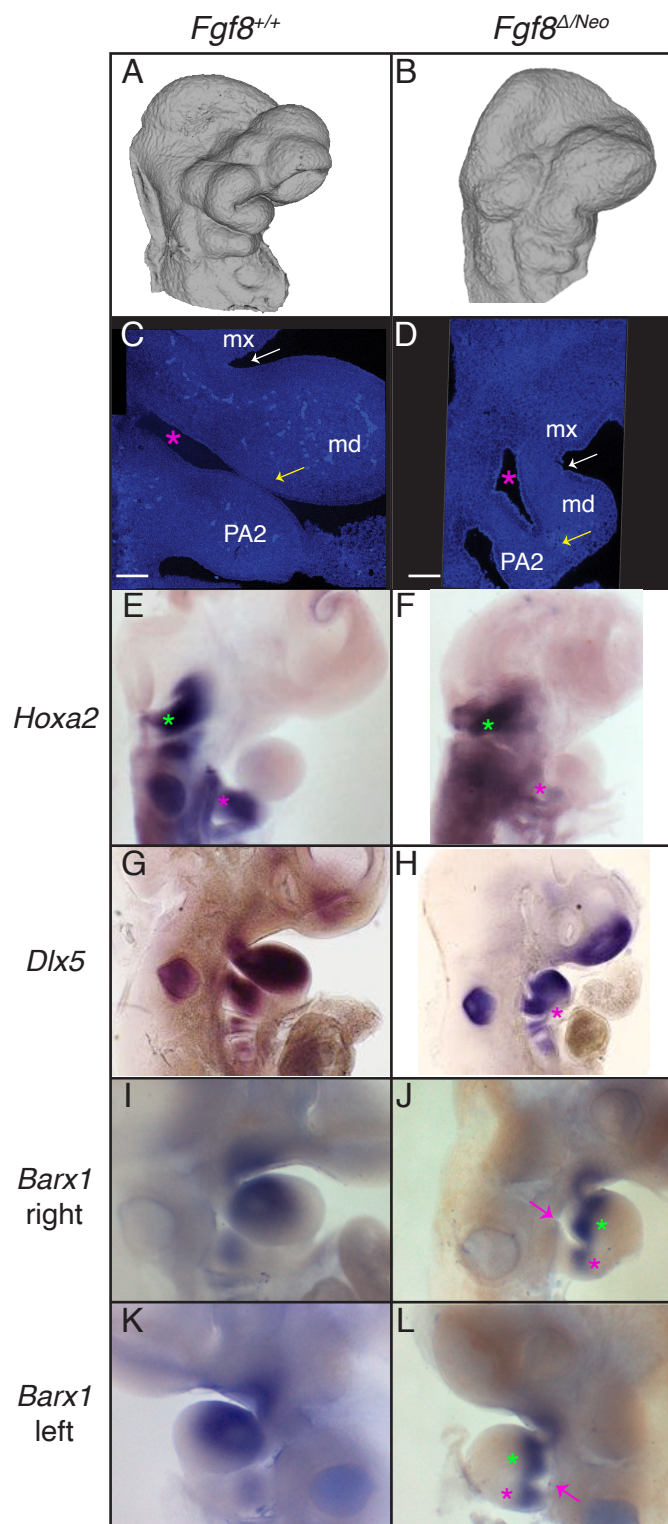 Fgf8+/+ Fgf8Δ/Neo
A B
C mx D
mx
* *
md md
PA2 PA2
E F
Hoxa2 * *
* *
G H
Dlx5
*
I J
Barx1
right *
*
K L
Barx1
left *
*